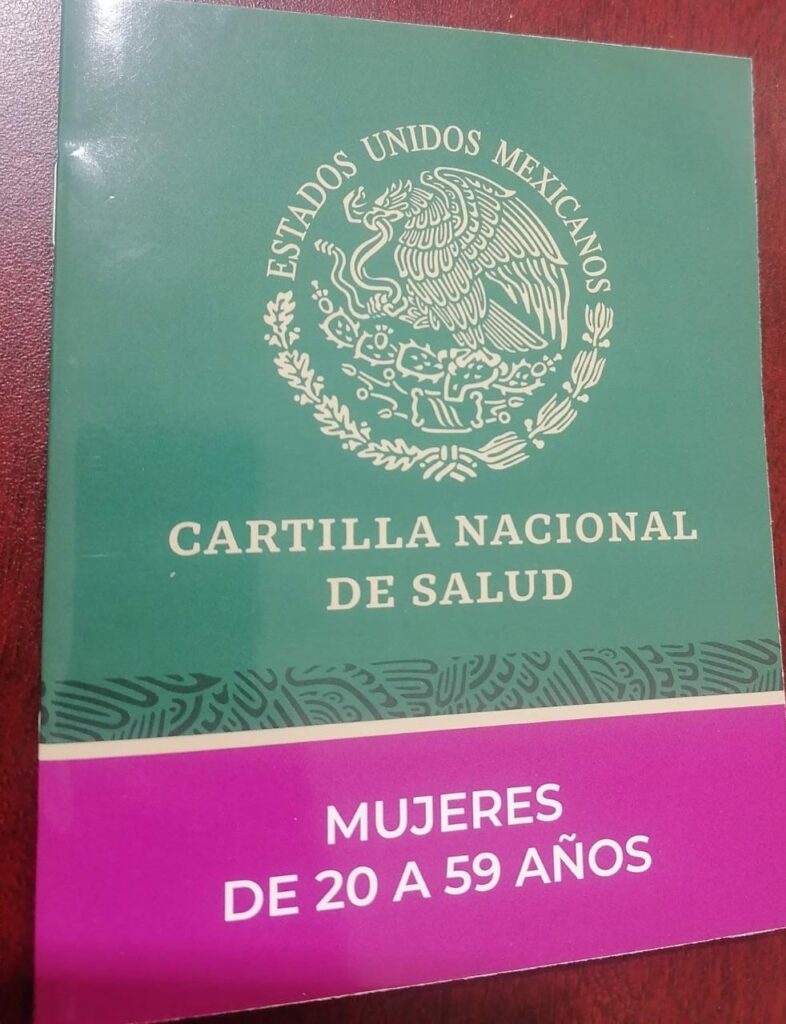 ESTADOS UNIDOS MEXICANOS
CARTILLA NACIONAL
DE SALUD
MUJERES
DE 20 A 59 AÑOS